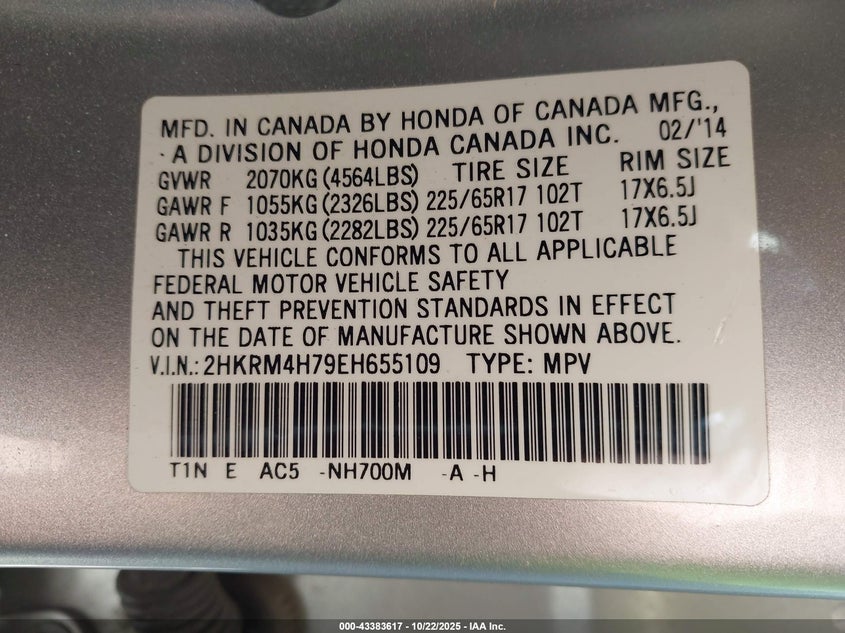 MFD. IN CANADA BY HONDA OF CANADA MFG.,
A DIVISION OF HONDA CANADA INC. 02/'14
GVWR 2070KG (4564LBS) TIRE SIZE RIM SIZE
GAWR F 1055KG (2326LBS) 225/65R17 102T 17X6.5J
GAWR R 1035KG (2282LBS) 225/65R17 102T 17X6.5J
THIS VEHICLE CONFORMS TO ALL APPLICABLE
FEDERAL MOTOR VEHICLE SAFETY
AND THEFT PREVENTION STANDARDS IN EFFECT
ON THE DATE OF MANUFACTURE SHOWN ABOVE.
V.I.N.: 2HKRM4H79EH655109 TYPE: MPV
T1N E AC5 -NH700M -A -H
000-43383617 - 10/22/2025 - IAA Inc.